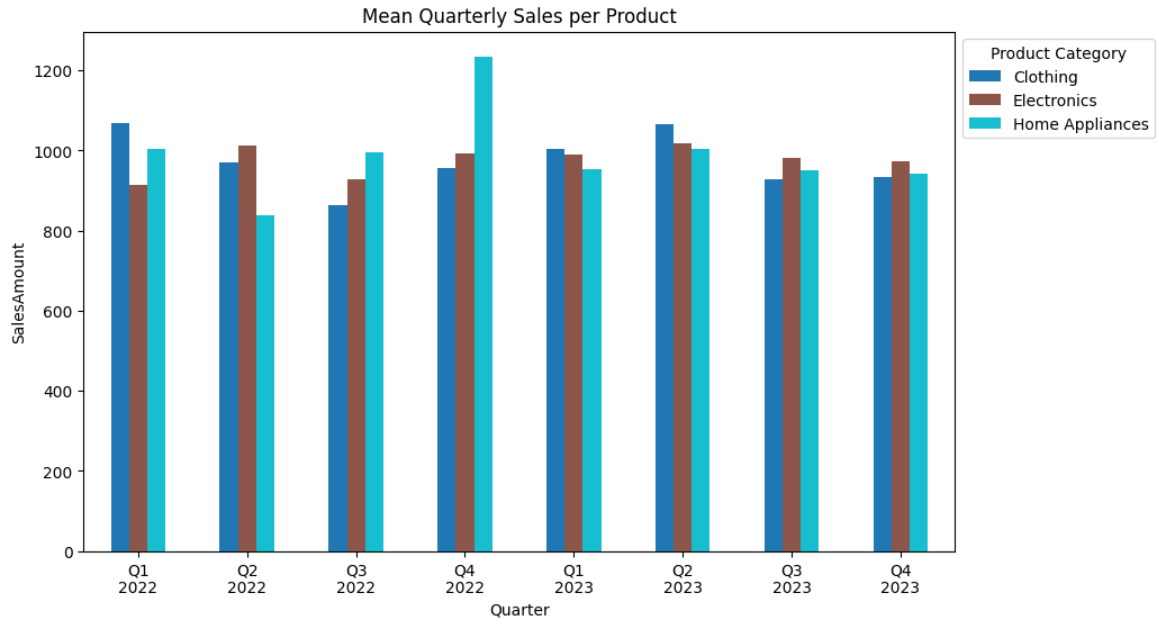 Mean Quarterly Sales per Product
Product Category
Clothing
Electronics
Home Appliances
SalesAmount
1200
1000
800
600
400
200
0
Q1 Q2 Q3 Q4 Q1 Q2 Q3 Q4
2022 2022 2022 2022 2023 2023 2023 2023
Quarter